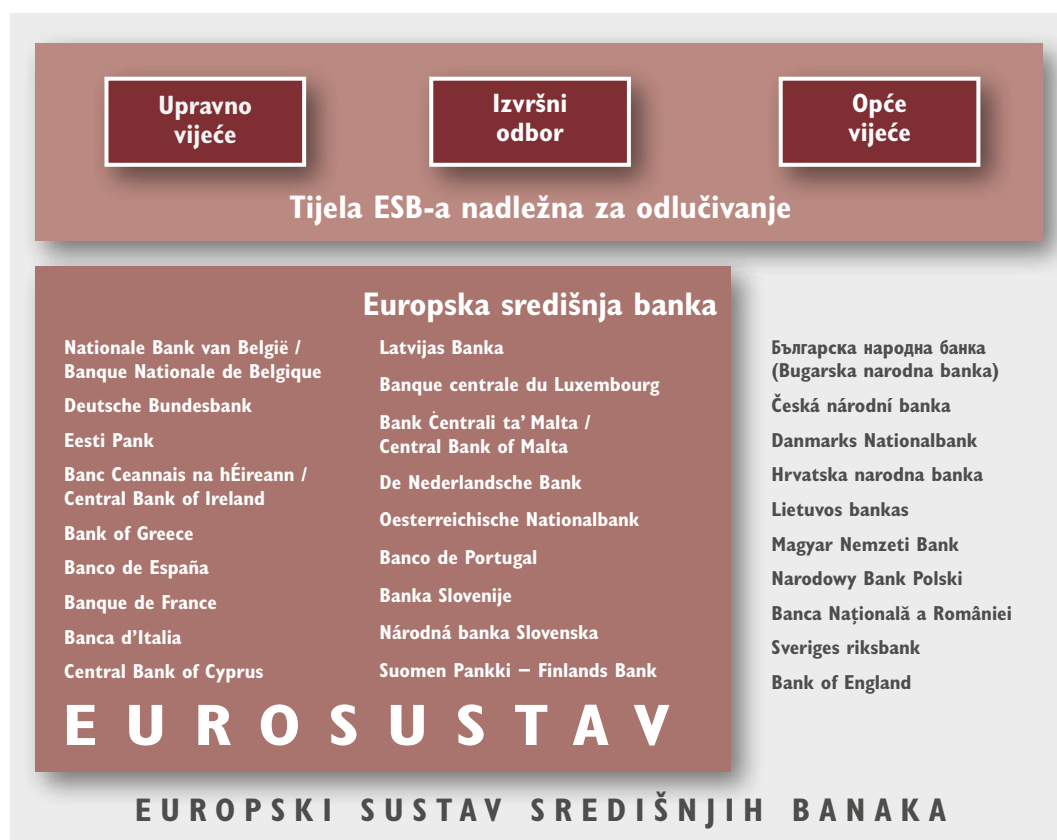 Upravno
vijeće
Izvršni
odbor
Opće
vijeće
Tijela ESB-a nadležna za odlučivanje
Europska središnja banka
Nationale Bank van België /
Banque Nationale de Belgique
Deutsche Bundesbank
Eesti Pank
Banc Ceannais na hÉireann /
Central Bank of Ireland
Bank of Greece
Banco de España
Banque de France
Banca d’Italia
Central Bank of Cyprus
Latvijas Banka
Banque centrale du Luxembourg
Bank Ċentrali ta’ Malta /
Central Bank of Malta
De Nederlandsche Bank
Oesterreichische Nationalbank
Banco de Portugal
Banka Slovenije
Národná banka Slovenska
Suomen Pankki – Finlands Bank
EUROSUSTAV
Българска народна банка
(Bugarska narodna banka)
Česká národní banka
Danmarks Nationalbank
Hrvatska narodna banka
Lietuvos bankas
Magyar Nemzeti Bank
Narodowy Bank Polski
Banca Națională a României
Sveriges riksbank
Bank of England
EUROPSKI SUSTAV SREDIŠNJIH BANAKA